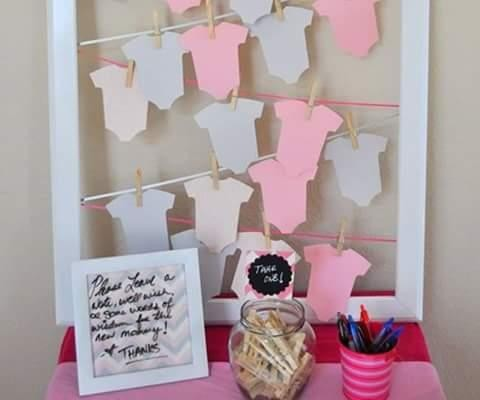 TAKE
ONE!
Please Leave a
note, well wish,
or some words of
wisdom for the
new mommy!
THANKS